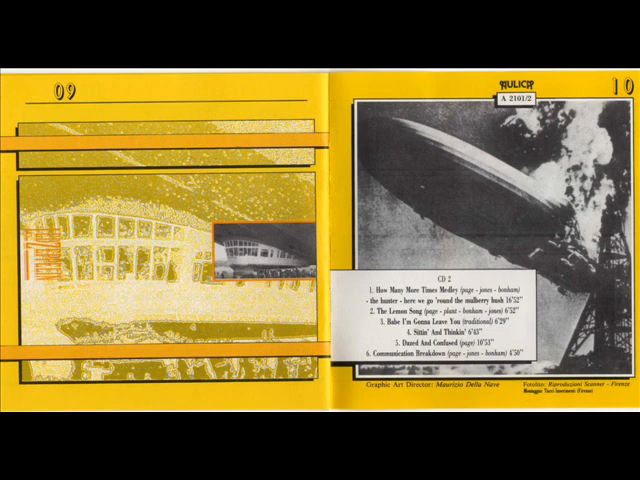 09
10
AULICA
A 2101/2
CD 2
1. How Many More Times Medley (page - jones - bonham)
- the hunter - here we go 'round the mulberry bush 16'52"
2. The Lemon Song (page - plant - bonham - jones) 6'52"
3. Babe I'm Gonna Leave You (traditional) 6'29"
4. Sittin' And Thinkin' 6'43"
5. Dazed And Confused (page) 10'53"
6. Communication Breakdown (page - jones - bonham) 4'50"
Graphic Art Director: Maurizio Della Nave
Fotolito: Riproduzioni Scanner - Firenze
Montaggio: Tucci Inserimenti (Firenze)